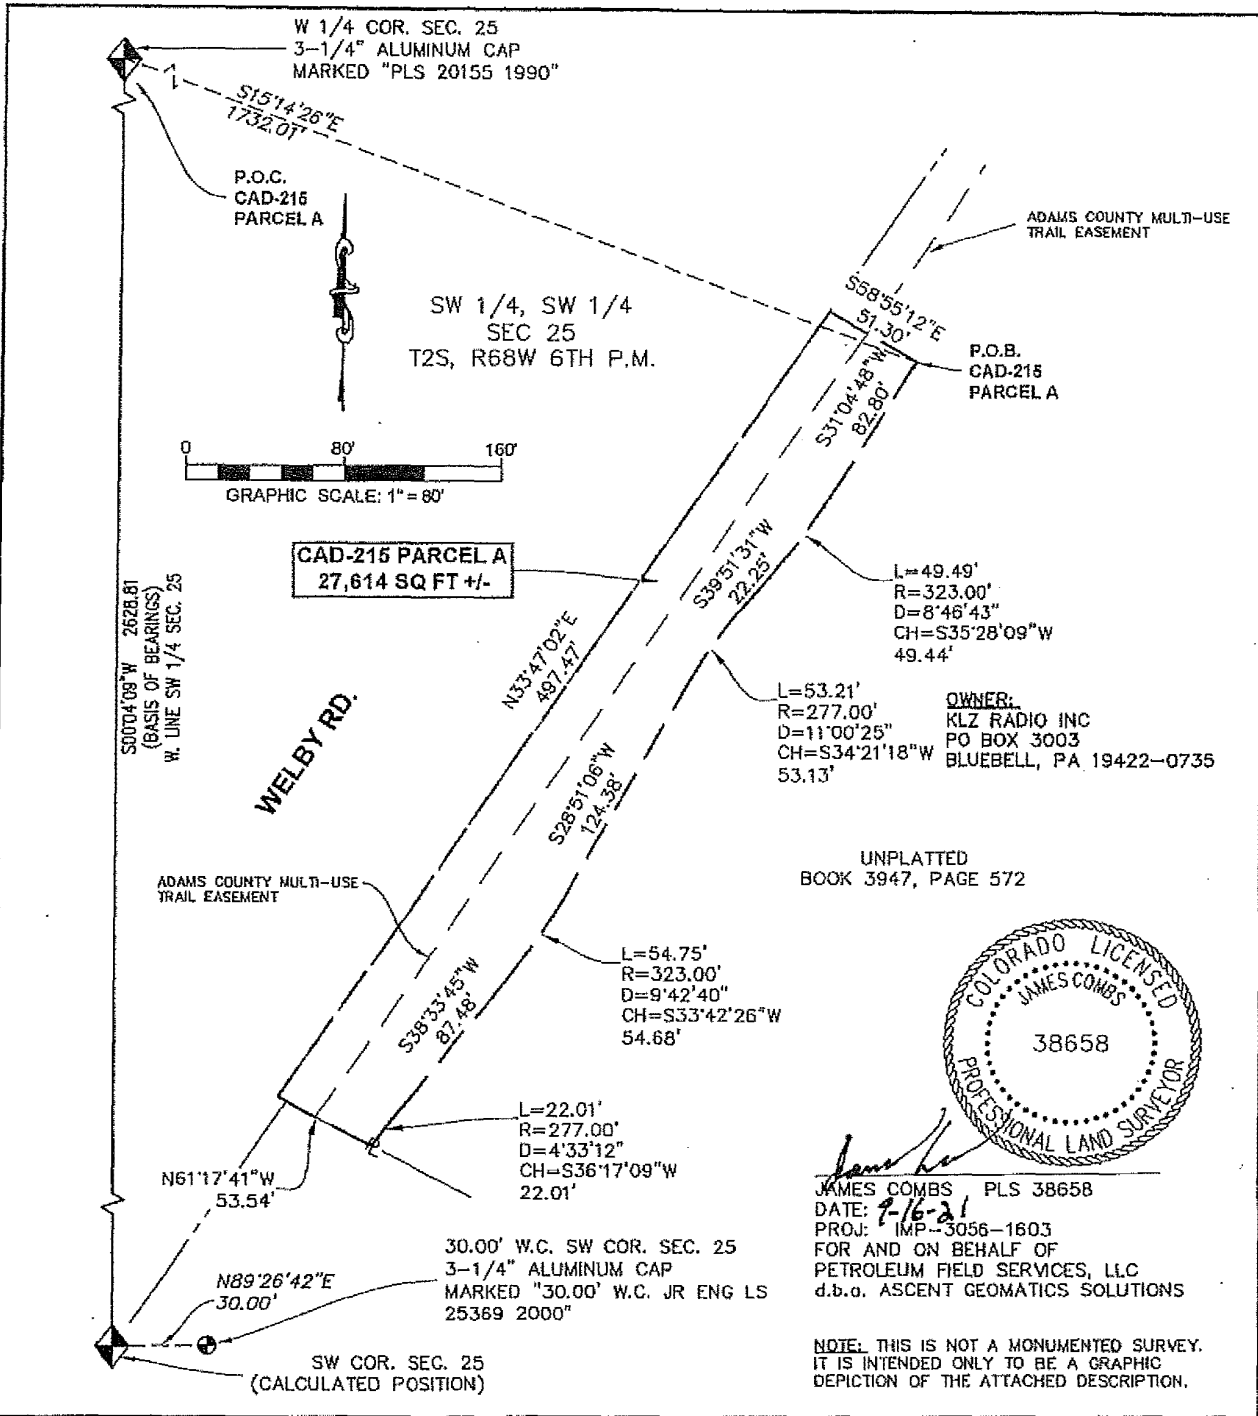 W 1/4 COR. SEC. 25
3-1/4" ALUMINUM CAP
MARKED "PLS 20155 1990"
S15°14'26"E
1732.01'
P.O.C.
CAD-215
PARCEL A
ADAMS COUNTY MULTI-USE
TRAIL EASEMENT
SW 1/4, SW 1/4
SEC 25
T2S, R68W 6TH P.M.
S58°55'12"E
51.30'
P.O.B.
CAD-215
PARCEL A
S31°04'48"W
82.80'
0 80' 160'
GRAPHIC SCALE: 1" = 80'
CAD-215 PARCEL A
27,614 SQ FT +/-
S39°51'31"W
22.25'
L=49.49'
R=323.00'
D=8°46'43"
CH=S35°28'09"W
49.44'
S00°04'09"W 2628.81
(BASIS OF BEARINGS)
W. LINE SW 1/4 SEC. 25
N33°47'02"E
497.47'
L=53.21'
R=277.00'
D=11°00'25"
CH=S34°21'18"W
53.13'
OWNER:
KLZ RADIO INC
PO BOX 3003
BLUEBELL, PA 19422-0735
WELBY RD.
S28°51'06"W
124.38'
UNPLATTED
BOOK 3947, PAGE 572
ADAMS COUNTY MULTI-USE
TRAIL EASEMENT
L=54.75'
R=323.00'
D=9°42'40"
CH=S33°42'26"W
54.68'
S38°33'45"W
87.48'
COLORADO LICENSED
JAMES COMBS
38658
PROFESSIONAL LAND SURVEYOR
L=22.01'
R=277.00'
D=4°33'12"
CH=S36°17'09"W
22.01'
N61°17'41"W
53.54'
JAMES COMBS PLS 38658
DATE: 9-16-21
PROJ: IMP-3056-1603
FOR AND ON BEHALF OF
PETROLEUM FIELD SERVICES, LLC
d.b.a. ASCENT GEOMATICS SOLUTIONS
30.00' W.C. SW COR. SEC. 25
3-1/4" ALUMINUM CAP
MARKED "30.00' W.C. JR ENG LS
25369 2000"
N89°26'42"E
30.00'
SW COR. SEC. 25
(CALCULATED POSITION)
NOTE: THIS IS NOT A MONUMENTED SURVEY.
IT IS INTENDED ONLY TO BE A GRAPHIC
DEPICTION OF THE ATTACHED DESCRIPTION.